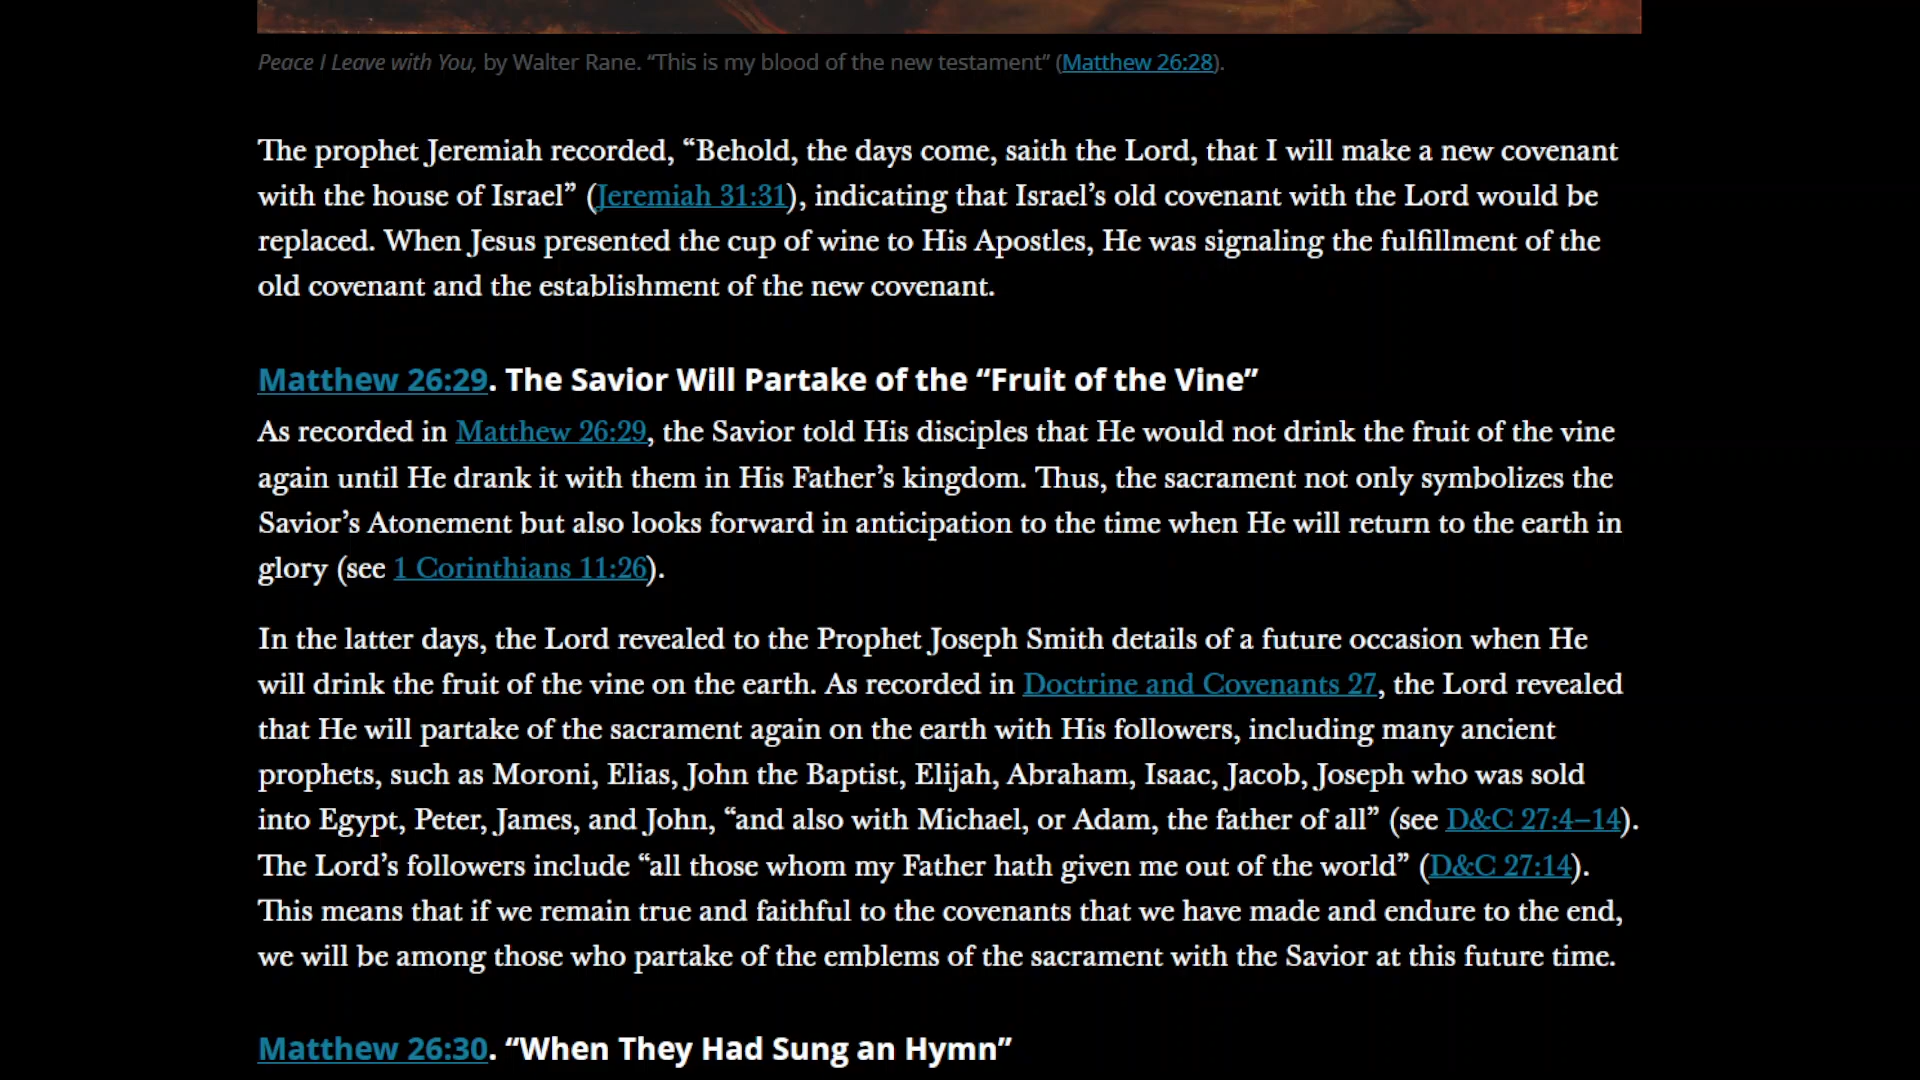 Peace I Leave with You, by Walter Rane. “This is my blood of the new testament” (Matthew 26:28).
The prophet Jeremiah recorded, “Behold, the days come, saith the Lord, that I will make a new covenant
with the house of Israel” (Jeremiah 31:31), indicating that Israel’s old covenant with the Lord would be
replaced. When Jesus presented the cup of wine to His Apostles, He was signaling the fulfillment of the
old covenant and the establishment of the new covenant.
Matthew 26:29. The Savior Will Partake of the “Fruit of the Vine”
As recorded in Matthew 26:29, the Savior told His disciples that He would not drink the fruit of the vine
again until He drank it with them in His Father’s kingdom. Thus, the sacrament not only symbolizes the
Savior’s Atonement but also looks forward in anticipation to the time when He will return to the earth in
glory (see 1 Corinthians 11:26).
In the latter days, the Lord revealed to the Prophet Joseph Smith details of a future occasion when He
will drink the fruit of the vine on the earth. As recorded in Doctrine and Covenants 27, the Lord revealed
that He will partake of the sacrament again on the earth with His followers, including many ancient
prophets, such as Moroni, Elias, John the Baptist, Elijah, Abraham, Isaac, Jacob, Joseph who was sold
into Egypt, Peter, James, and John, “and also with Michael, or Adam, the father of all” (see D&C 27:4–14).
The Lord’s followers include “all those whom my Father hath given me out of the world” (D&C 27:14).
This means that if we remain true and faithful to the covenants that we have made and endure to the end,
we will be among those who partake of the emblems of the sacrament with the Savior at this future time.
Matthew 26:30. “When They Had Sung an Hymn”